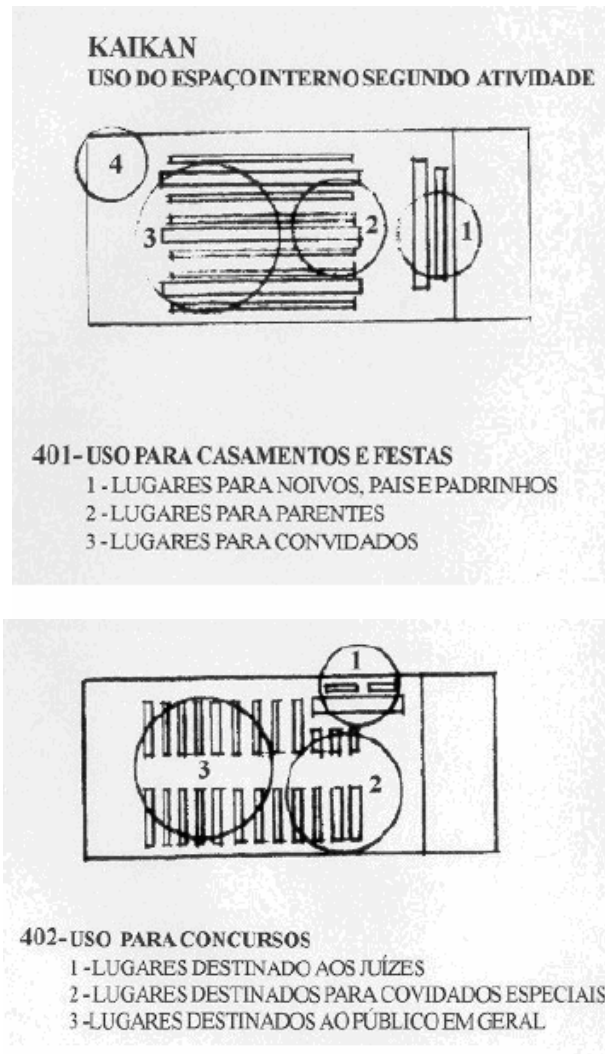 KAIKAN
USO DO ESPAÇO INTERNO SEGUNDO ATIVIDADE
4
3
2
1
401-USO PARA CASAMENTOS E FESTAS
1 - LUGARES PARA NOIVOS, PAIS E PADRINHOS
2 - LUGARES PARA PARENTES
3 - LUGARES PARA CONVIDADOS
1
3
2
402-USO PARA CONCURSOS
1 -LUGARES DESTINADO AOS JUÍZES
2 - LUGARES DESTINADOS PARA COVIDADOS ESPECIAIS
3 -LUGARES DESTINADOS AO PÚBLICO EM GERAL